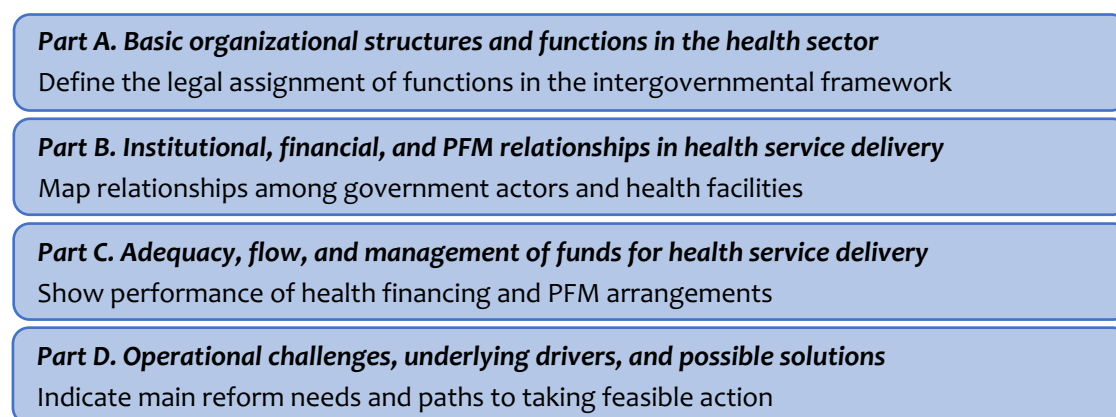 Part A. Basic organizational structures and functions in the health sector
Define the legal assignment of functions in the intergovernmental framework
Part B. Institutional, financial, and PFM relationships in health service delivery
Map relationships among government actors and health facilities
Part C. Adequacy, flow, and management of funds for health service delivery
Show performance of health financing and PFM arrangements
Part D. Operational challenges, underlying drivers, and possible solutions
Indicate main reform needs and paths to taking feasible action